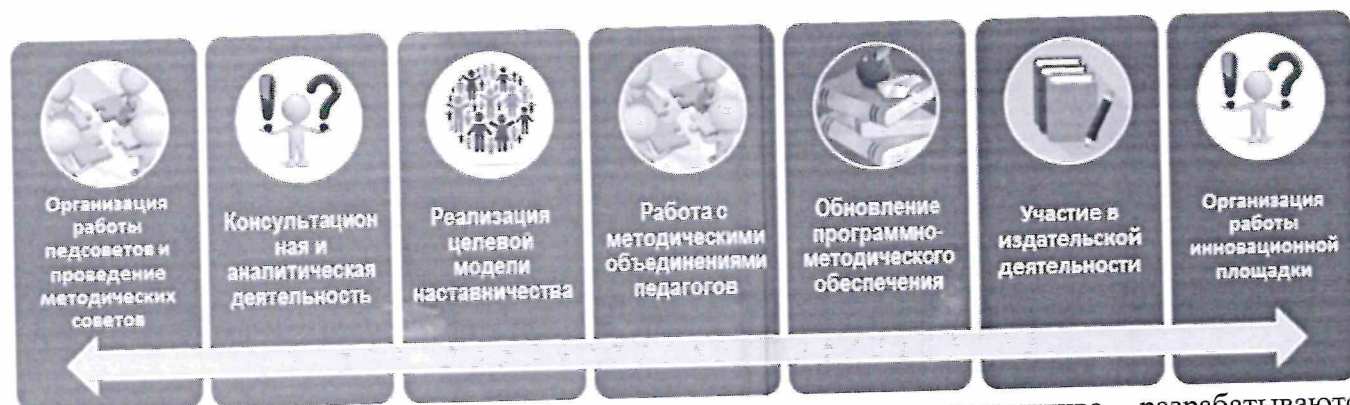 Организация
работы
педсоветов и
проведение
методических
советов
Консультацион
ная и
аналитическая
деятельность
Реализация
целевой
модели
наставничества
Работа с
методическими
объединениями
педагогов
Обновление
программно-
методического
обеспечения
Участие в
издательской
деятельности
Организация
работы
инновационной
площадки
разрабатываютс